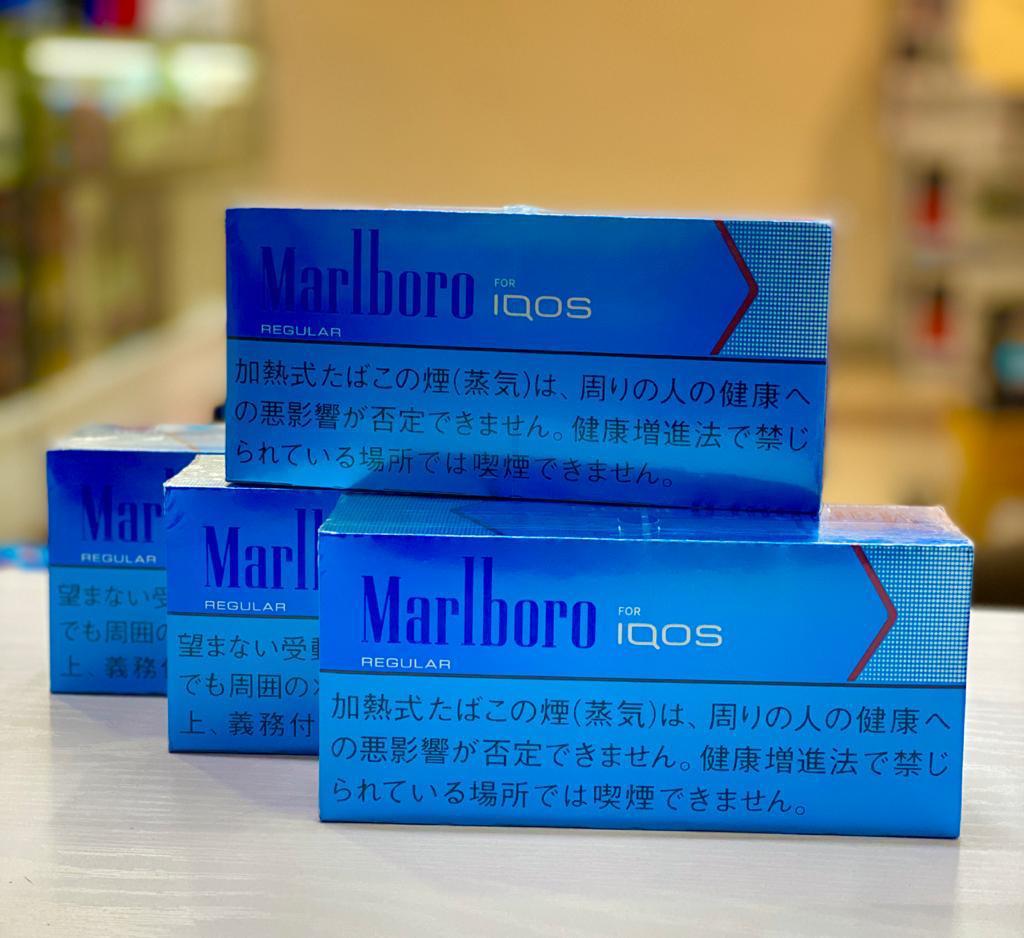 Marlboro FOR IQOS
REGULAR
加熱式たばこの煙(蒸気)は、周りの人の健康へ
の悪影響が否定できません。健康増進法で禁じ
られている場所では喫煙できません。
Mar
REGULAR
望まない受
でも周囲の
上、義務付
Marl
REGULAR
望まない受動
でも周囲の
上、義務付
Marlboro FOR IQOS
REGULAR
加熱式たばこの煙(蒸気)は、周りの人の健康へ
の悪影響が否定できません。健康増進法で禁じ
られている場所では喫煙できません。